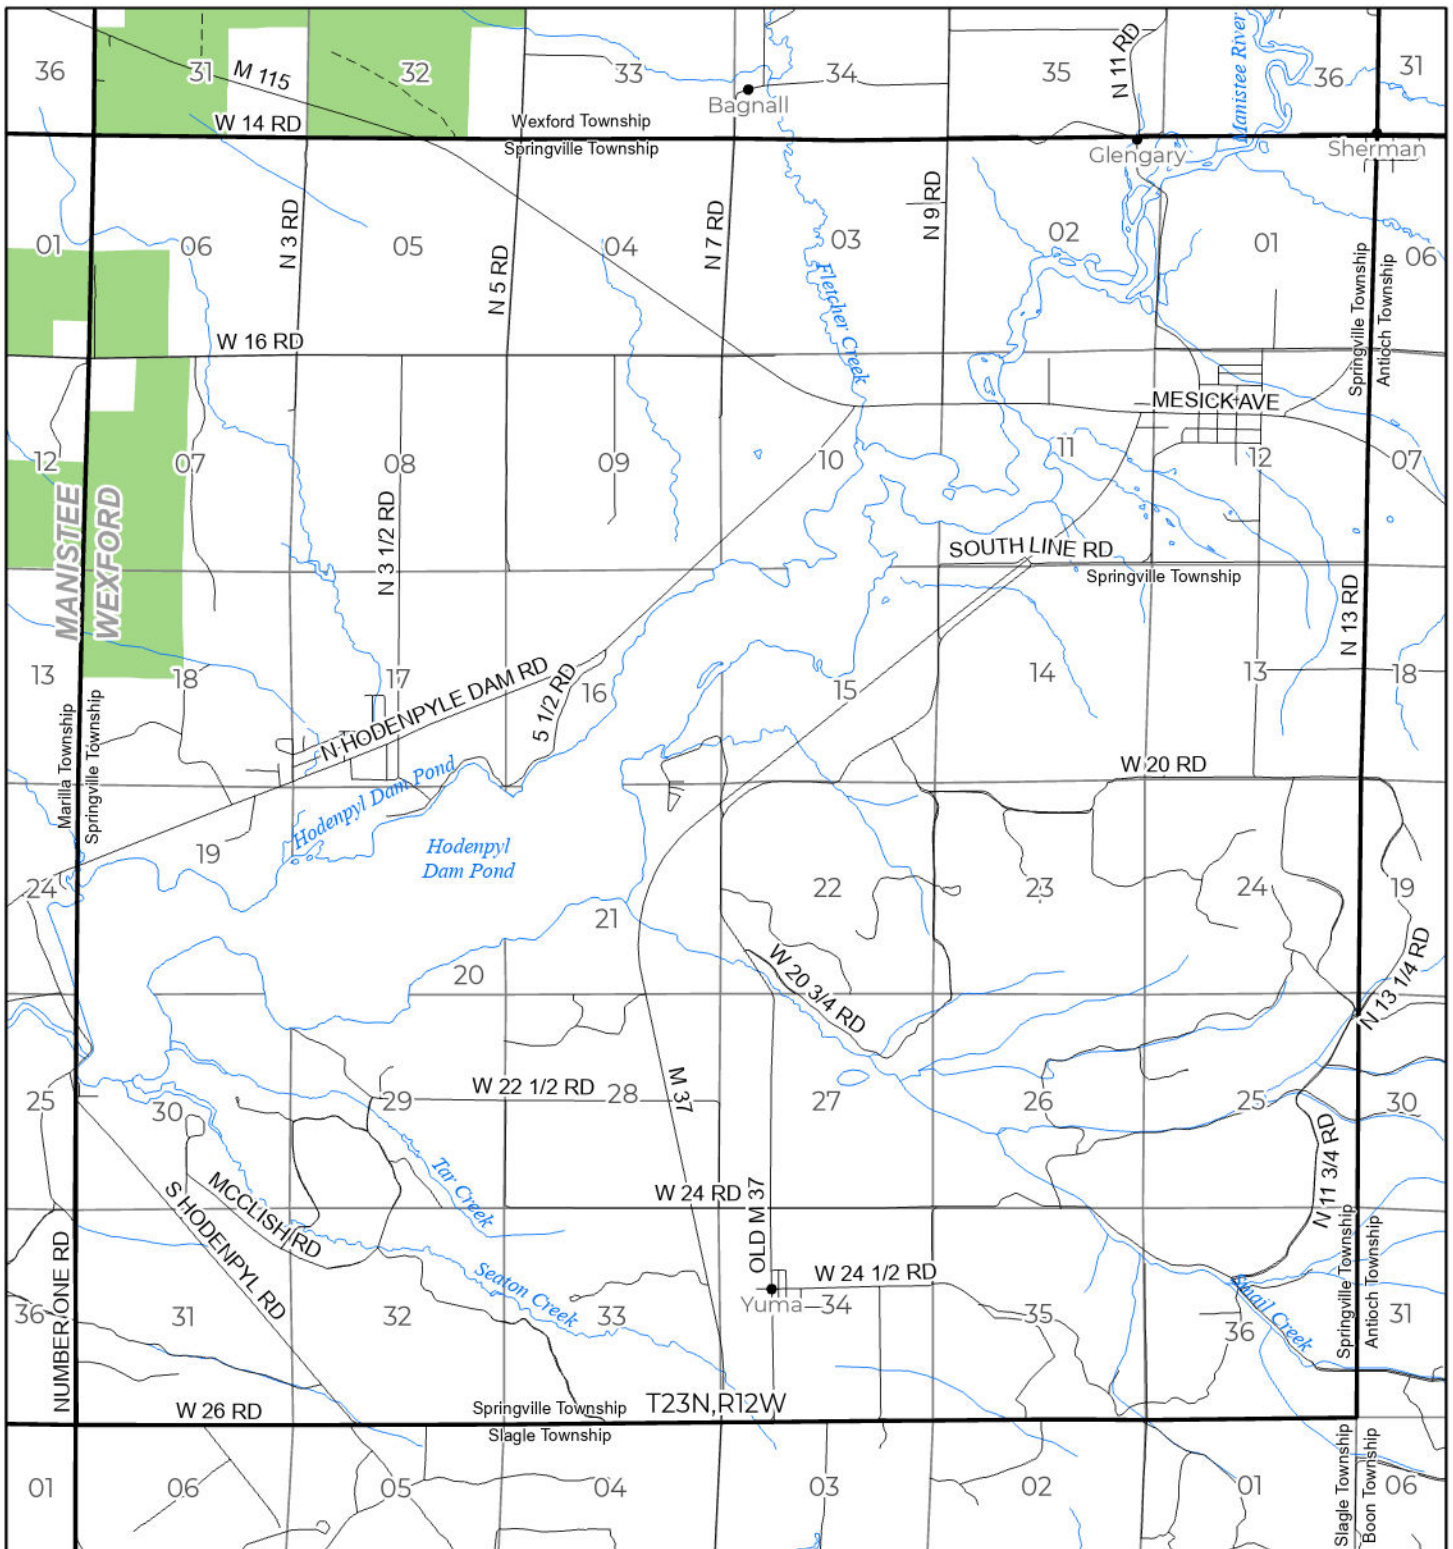 36
31
M 115
32
33
34
35
N 11 RD
Manistee River
36
31
Bagnall
W 14 RD
Wexford Township
Springville Township
Glengary
Sherman
01
06
N 3 RD
05
N 5 RD
04
N 7 RD
03
N 9 RD
02
01
06
Springville Township
Antioch Township
Fletcher Creek
W 16 RD
MESICK AVE
12
07
08
09
10
11
12
07
MANISTEE
WEXFORD
N 3 1/2 RD
SOUTH LINE RD
Springville Township
N 13 RD
13
18
17
16
15
14
13
18
N HODENPYLE DAM RD
5 1/2 RD
Marilla Township
Springville Township
Hodenpyl Dam Pond
W 20 RD
Hodenpyl
Dam Pond
24
19
20
21
22
23
24
19
W 20 3/4 RD
N 13 1/4 RD
25
30
29
W 22 1/2 RD
28
M 37
27
26
25
30
Tar Creek
MCCLISH RD
S HODENPYL RD
W 24 RD
OLD M 37
N 11 3/4 RD
Springville Township
Antioch Township
NUMBER ONE RD
Seaton Creek
W 24 1/2 RD
Yuma
Small Creek
36
31
32
33
34
35
36
31
W 26 RD
Springville Township
Slagle Township
T23N,R12W
01
06
05
04
03
02
01
06
Slagle Township
Boon Township